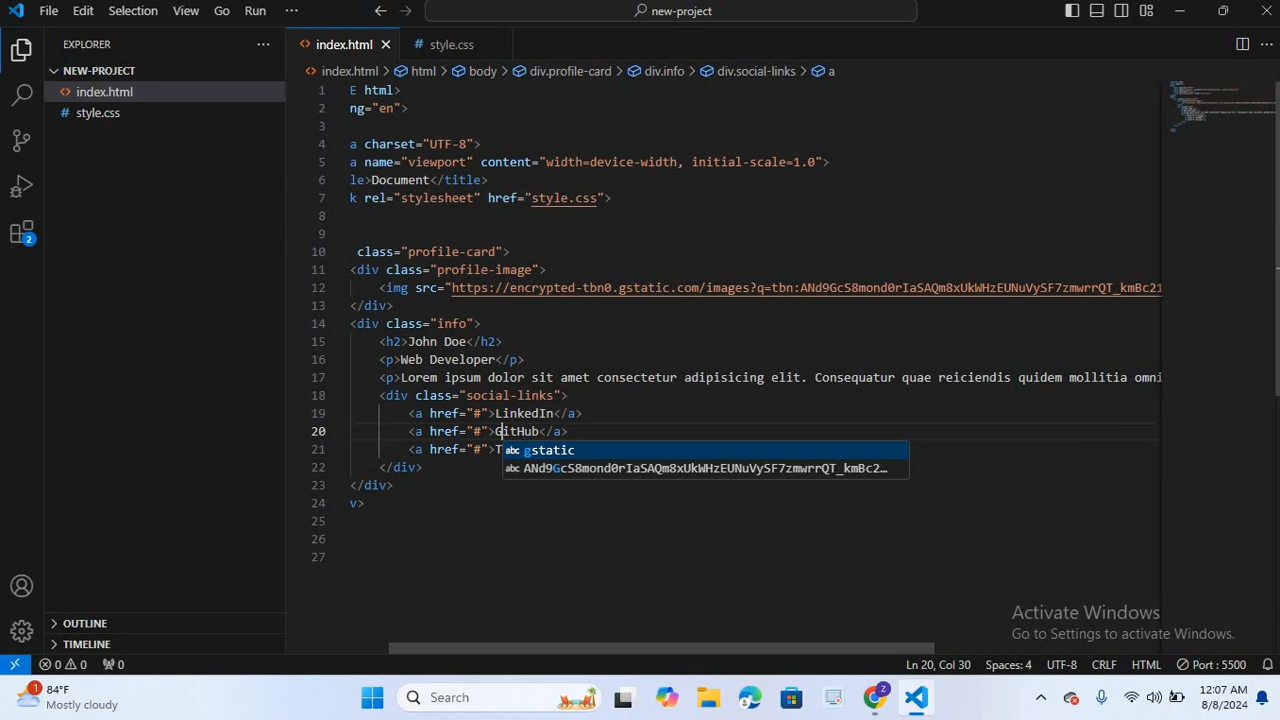 File Edit Selection View Go Run ··· new-project
EXPLORER ···
index.html
style.css
NEW-PROJECT
index.html > html > body > div.profile-card > div.info > div.social-links > a
index.html
style.css
1 E html>
2 ng="en">
3
4 a charset="UTF-8">
5 a name="viewport" content="width=device-width, initial-scale=1.0">
6 le>Document</title>
7 k rel="stylesheet" href="style.css">
8
9
10 class="profile-card">
11 <div class="profile-image">
12 <img src="https://encrypted-tbn0.gstatic.com/images?q=tbn:ANd9GcS8mond0rIaSAQm8xUkWHzEUNuVySF7zmwrrQT_kmBc21
13 </div>
14 <div class="info">
15 <h2>John Doe</h2>
16 <p>Web Developer</p>
17 <p>Lorem ipsum dolor sit amet consectetur adipisicing elit. Consequatur quae reiciendis quidem mollitia omni
18 <div class="social-links">
19 <a href="#">LinkedIn</a>
20 <a href="#">GitHub</a>
21 <a href="#">T
abc gstatic
22 </div>
abc ANd9GcS8mond0rIaSAQm8xUkWHzEUNuVySF7zmwrrQT_kmBc2…
23 </div>
24 v>
25
26
27
2
Activate Windows
Go to Settings to activate Windows.
OUTLINE
TIMELINE
0 0 0 Ln 20, Col 30 Spaces: 4 UTF-8 CRLF HTML Port : 5500
1 84°F
Mostly cloudy
Search
Z
12:07 AM
8/8/2024